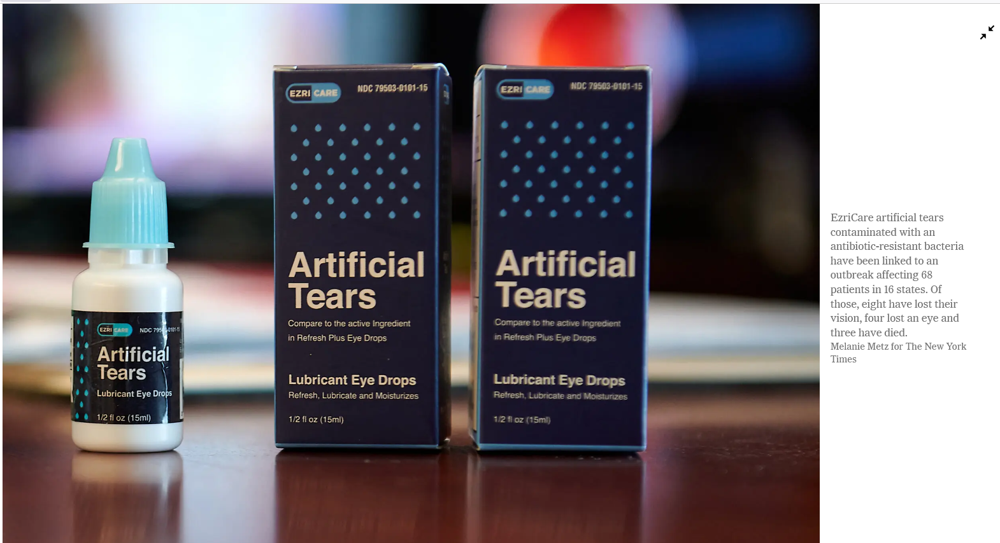 EZRI CARE
NDC 79503-0101-15
Artificial
Tears
Compare to the active Ingredient
in Refresh Plus Eye Drops
Lubricant Eye Drops
Refresh, Lubricate and Moisturizes
1/2 fl oz (15ml)
EZRI CARE
NDC 79503-0101-15
Artificial
Tears
Compare to the active Ingredient
in Refresh Plus Eye Drops
Lubricant Eye Drops
Refresh, Lubricate and Moisturizes
1/2 fl oz (15ml)
EZRI CARE
NDC 79503-0101-15
Artificial
Tears
Lubricant Eye Drops
1/2 fl oz (15ml)
EzriCare artificial tears
contaminated with an
antibiotic-resistant bacteria
have been linked to an
outbreak affecting 68
patients in 16 states. Of
those, eight have lost their
vision, four lost an eye and
three have died.
Melanie Metz for The New York
Times